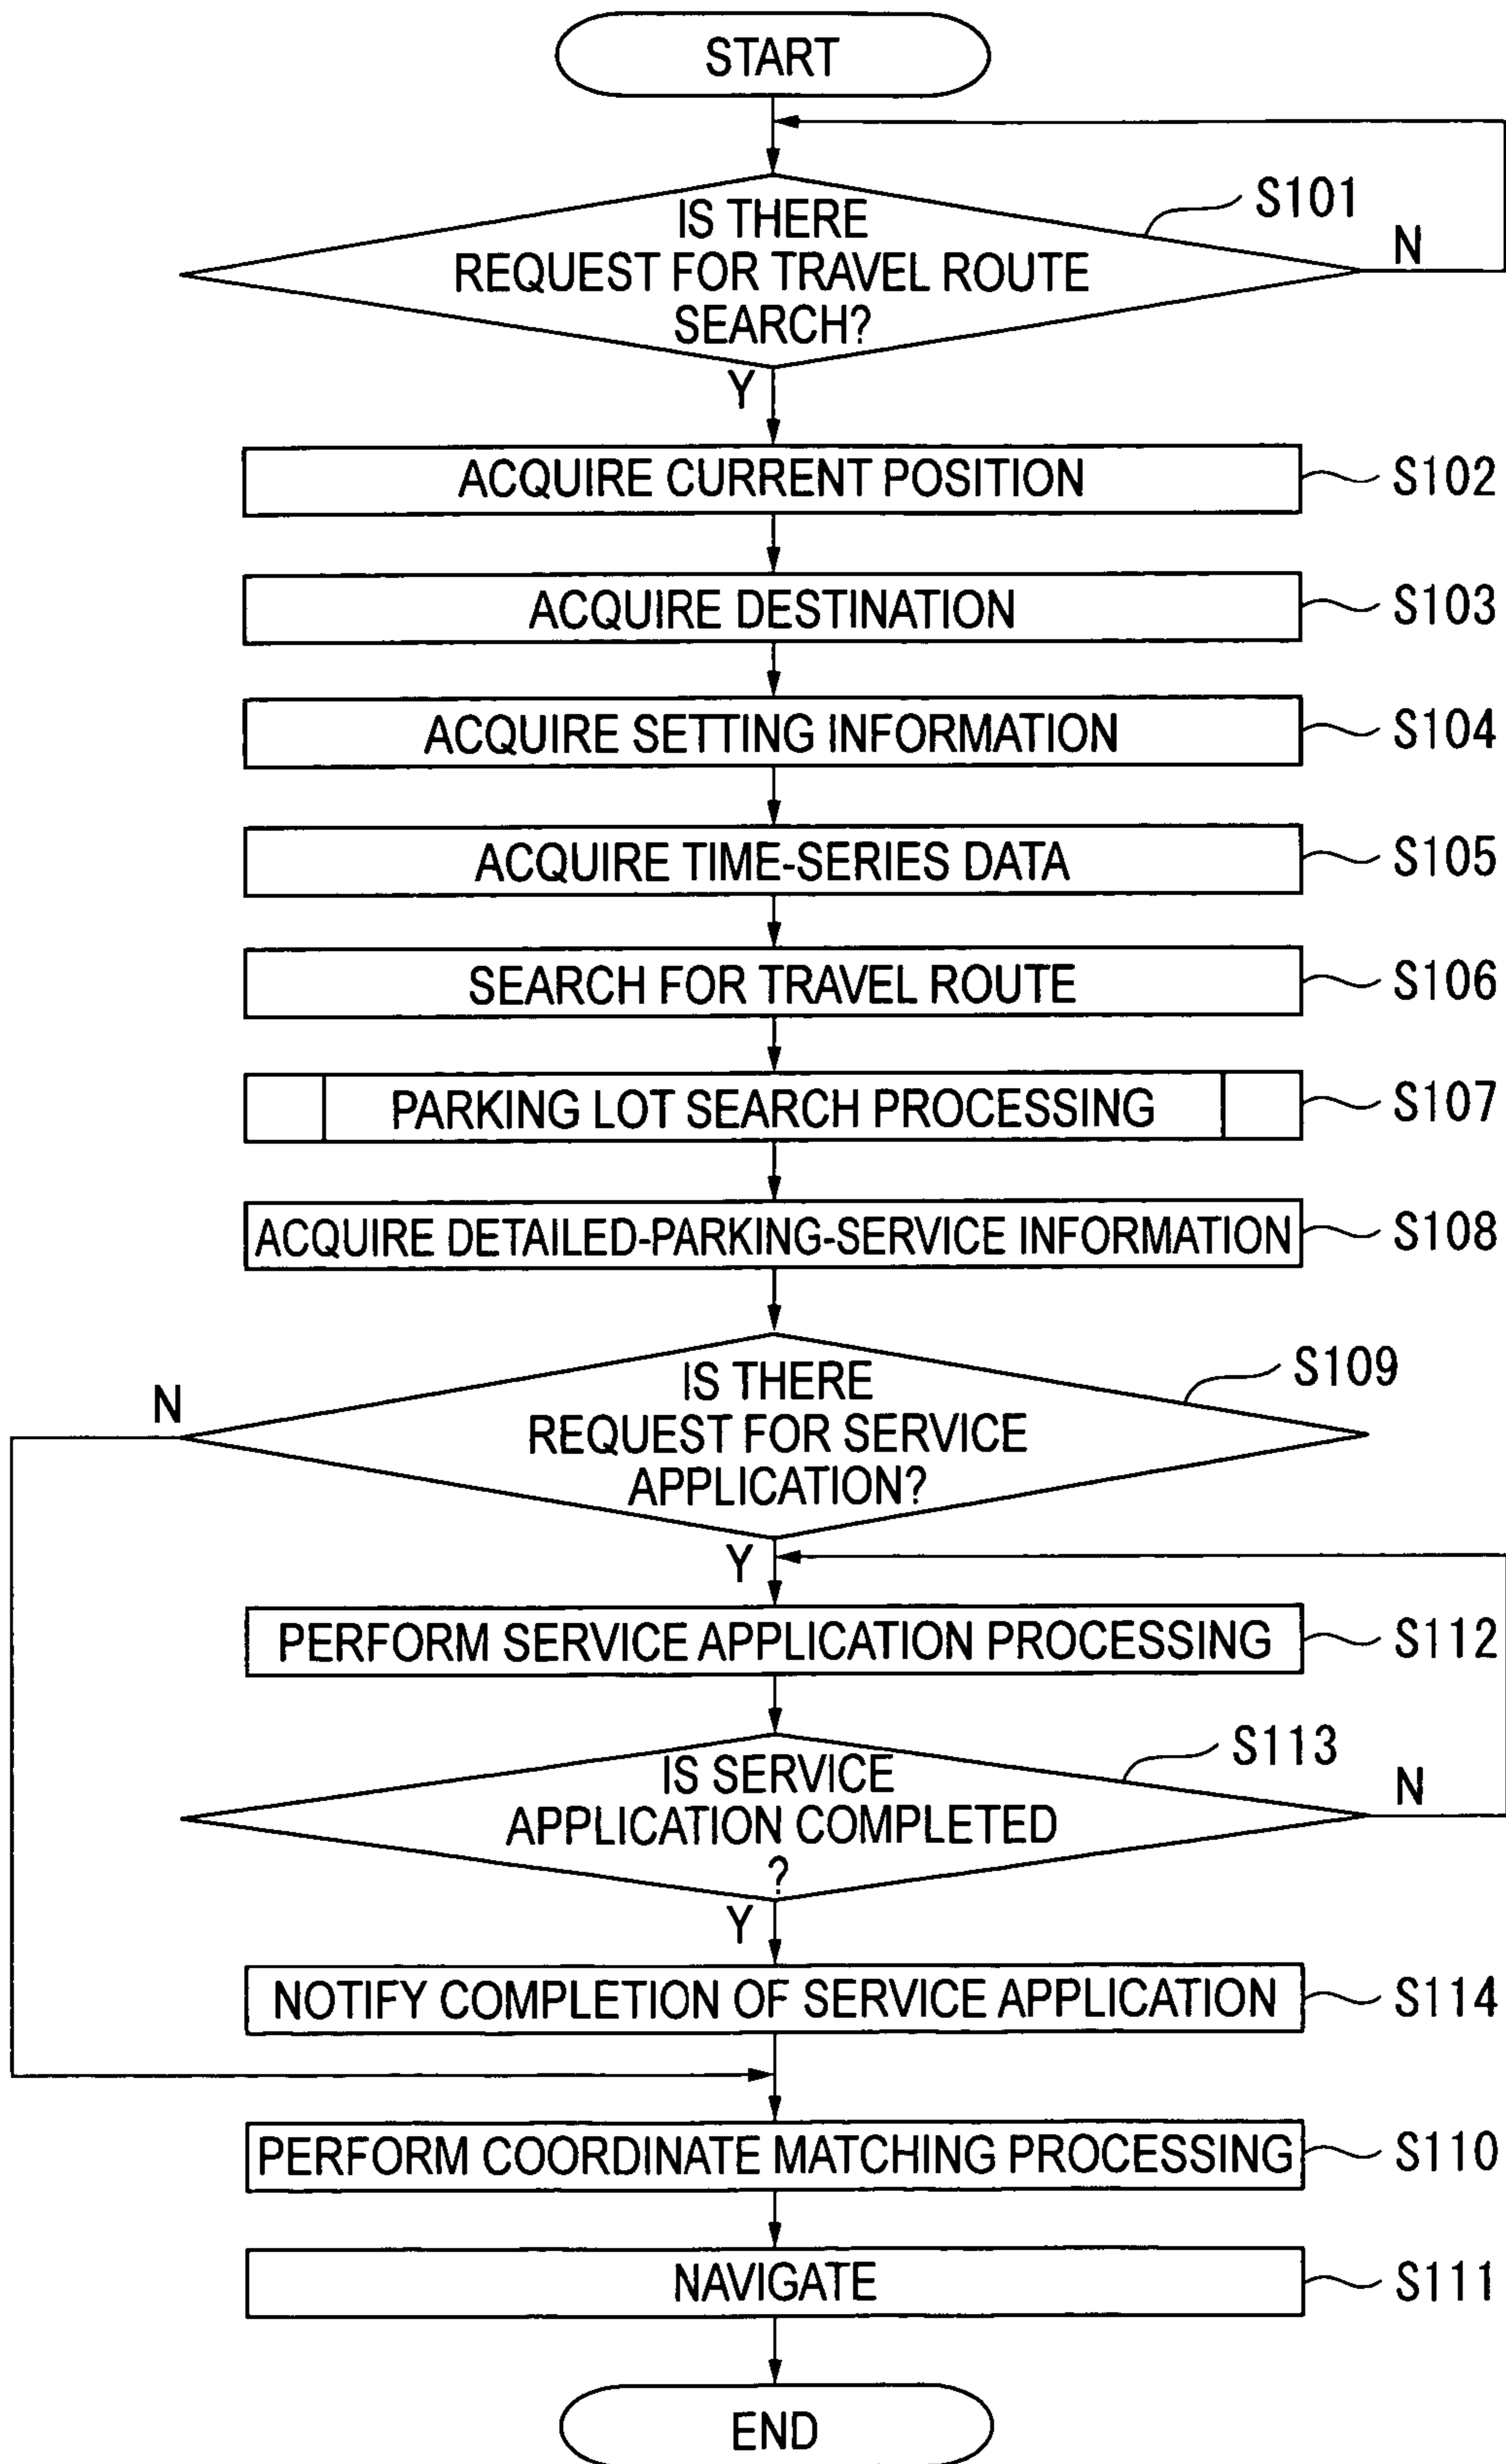 START
S101
IS THERE
REQUEST FOR TRAVEL ROUTE
SEARCH?
N
Y
ACQUIRE CURRENT POSITION
S102
ACQUIRE DESTINATION
S103
ACQUIRE SETTING INFORMATION
S104
ACQUIRE TIME-SERIES DATA
S105
SEARCH FOR TRAVEL ROUTE
S106
PARKING LOT SEARCH PROCESSING
S107
ACQUIRE DETAILED-PARKING-SERVICE INFORMATION
S108
S109
IS THERE
REQUEST FOR SERVICE
APPLICATION?
N
Y
PERFORM SERVICE APPLICATION PROCESSING
S112
S113
IS SERVICE
APPLICATION COMPLETED
?
N
Y
NOTIFY COMPLETION OF SERVICE APPLICATION
S114
PERFORM COORDINATE MATCHING PROCESSING
S110
NAVIGATE
S111
END